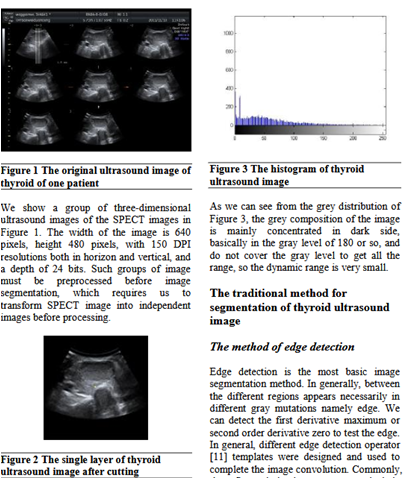 Figure 1 The original ultrasound image of
thyroid of one patient
We show a group of three-dimensional
ultrasound images of the SPECT images in
Figure 1. The width of the image is 640
pixels, height 480 pixels, with 150 DPI
resolutions both in horizon and vertical, and
a depth of 24 bits. Such groups of image
must be preprocessed before image
segmentation, which requires us to
transform SPECT image into independent
images before processing.
Figure 2 The single layer of thyroid
ultrasound image after cutting
1000
800
600
400
200
0
0
50
100
150
200
250
Figure 3 The histogram of thyroid
ultrasound image
As we can see from the grey distribution of
Figure 3, the grey composition of the image
is mainly concentrated in dark side,
basically in the gray level of 180 or so, and
do not cover the gray level to get all the
range, so the dynamic range is very small.
The traditional method for
segmentation of thyroid ultrasound
image
The method of edge detection
Edge detection is the most basic image
segmentation method. In generally, between
the different regions appears necessarily in
different gray mutations namely edge. We
can detect the first derivative maximum or
second order derivative zero to test the edge.
In general, different edge detection operator
[11] templates were designed and used to
complete the image convolution. Commonly,